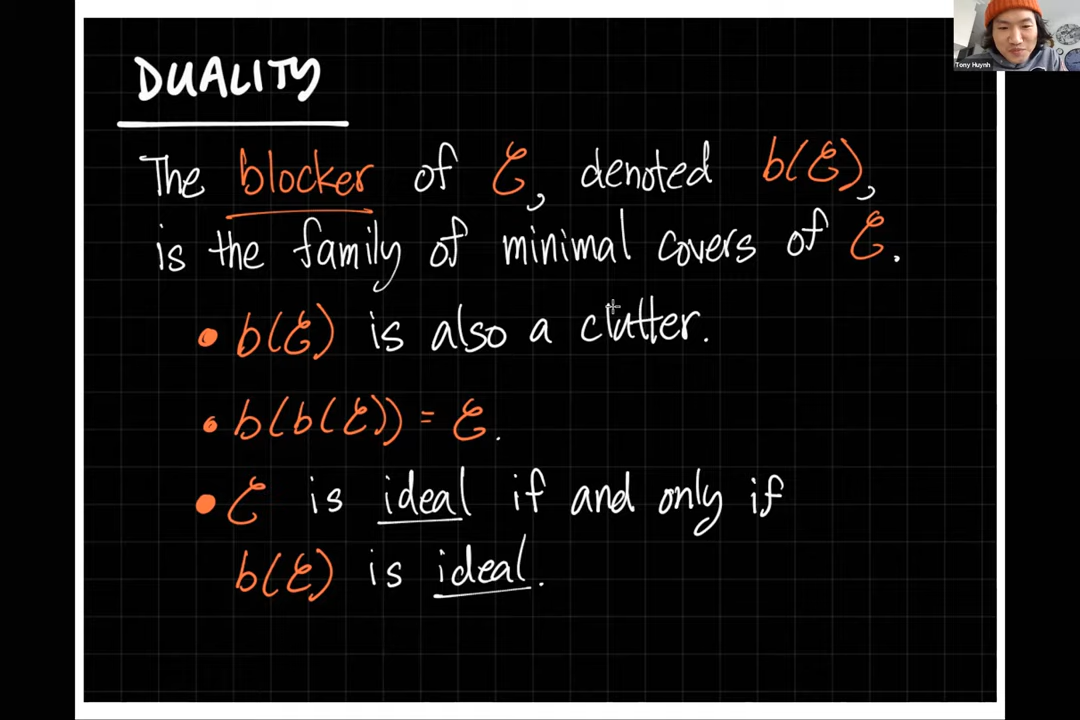 DUALITY
The blocker of ℰ, denoted b(ℰ),
is the family of minimal covers of ℰ.
• b(ℰ) is also a clutter.
• b(b(ℰ)) = ℰ.
• ℰ is ideal if and only if
b(ℰ) is ideal.
Tony Huynh